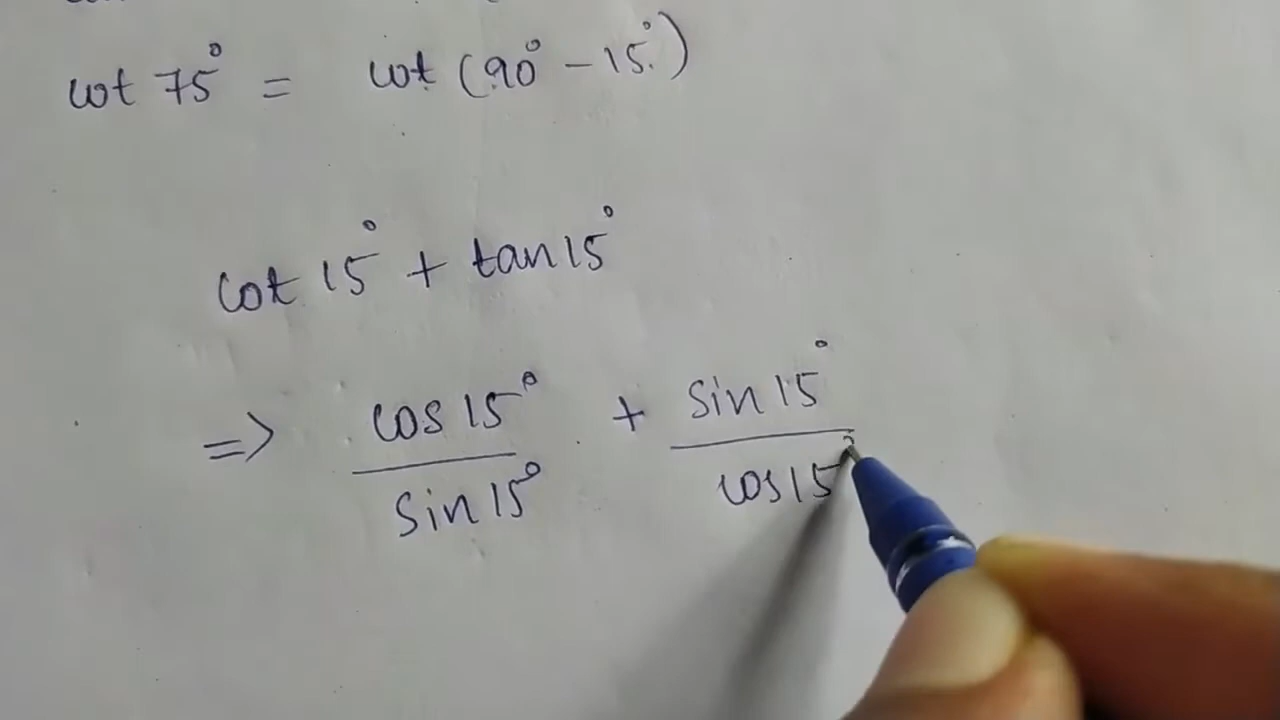 cot 75° = cot (90° - 15°)
cot 15° + tan 15°
=> cos 15° / sin 15° + sin 15° / cos 15°